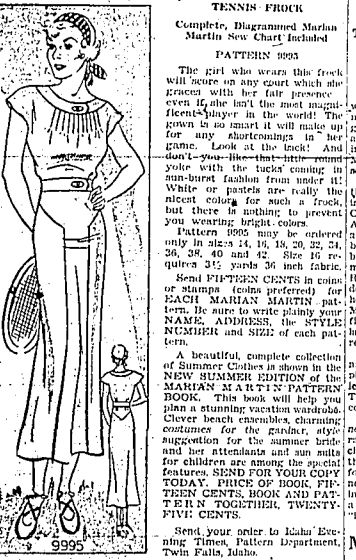 TENNIS FROCK
Complete, Diagrammed Marian
Martin Sew Chart Included
PATTERN 9995
The girl who wears this frock
will score on any court which she
graces with her fair presence
even if she isn't the most magni-
ficent player in the world! The
gown is so smart it will make up
for any shortcomings in her
game. Look at the back! And
don't you like that little round
yoke with the tucks coming in
sun-burst fashion from under it!
White or pastels are really the
nicest colors for such a frock,
but there is nothing to prevent
you wearing bright colors.
Pattern 9995 may be ordered
only in sizes 14, 16, 18, 20, 32, 34,
36, 38, 40 and 42. Size 16 re-
quires 3½ yards 36 inch fabric.
Send FIFTEEN CENTS in coins
or stamps (coins preferred) for
EACH MARIAN MARTIN pat-
tern. Be sure to write plainly your
NAME, ADDRESS, the STYLE
NUMBER and SIZE of each pat-
tern.
A beautiful, complete collection
of Summer Clothes is shown in the
NEW SUMMER EDITION of the
MARIAN MARTIN PATTERN
BOOK. This book will help you
plan a stunning vacation wardrobe.
Clever beach ensembles, charming
costumes for the gardner, style
suggestion for the summer bride
and her attendants and sun suits
for children are among the special
features. SEND FOR YOUR COPY
TODAY. PRICE OF BOOK, FIF-
TEEN CENTS. BOOK AND PAT-
TERN TOGETHER, TWENTY-
FIVE CENTS.
Send your order to Idaho Eve-
ning Times, Pattern Department,
Twin Falls, Idaho.
9995